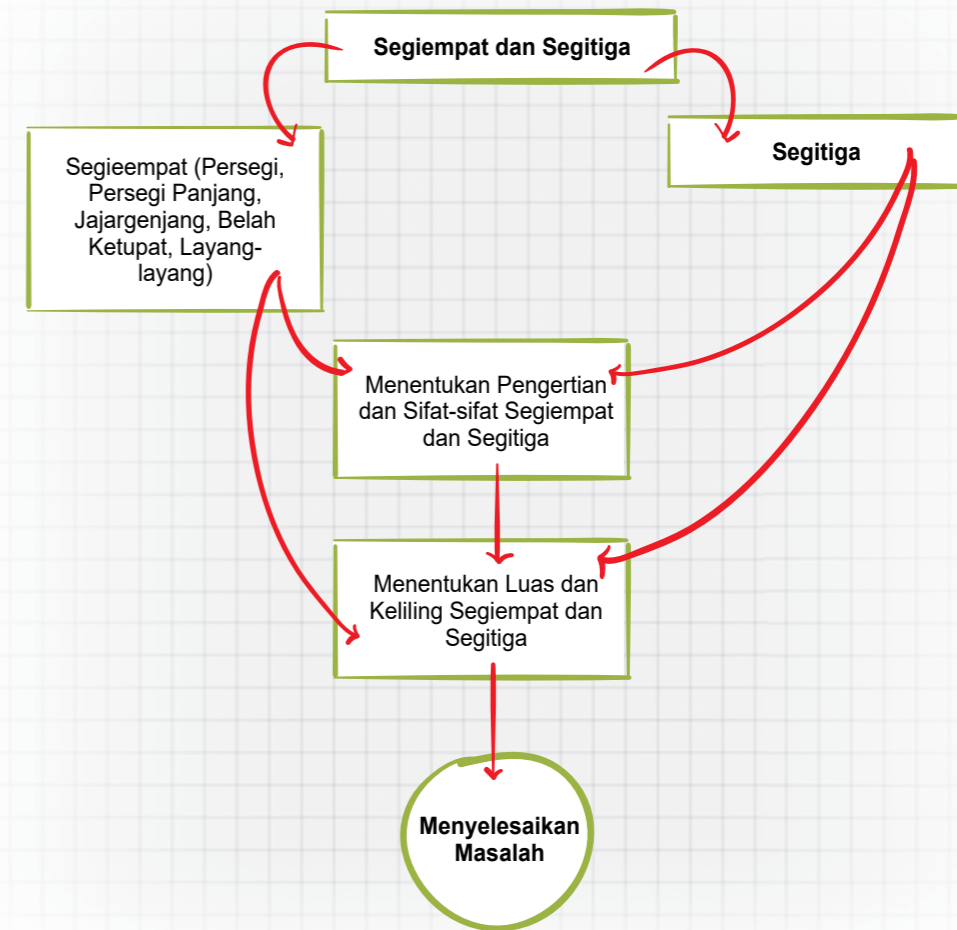 Segiempat dan Segitiga
Segieempat (Persegi,
Persegi Panjang,
Jajargenjang, Belah
Ketupat, Layang-
layang)
Segitiga
Menentukan Pengertian
dan Sifat-sifat Segiempat
dan Segitiga
Menentukan Luas dan
Keliling Segiempat dan
Segitiga
Menyelesaikan
Masalah